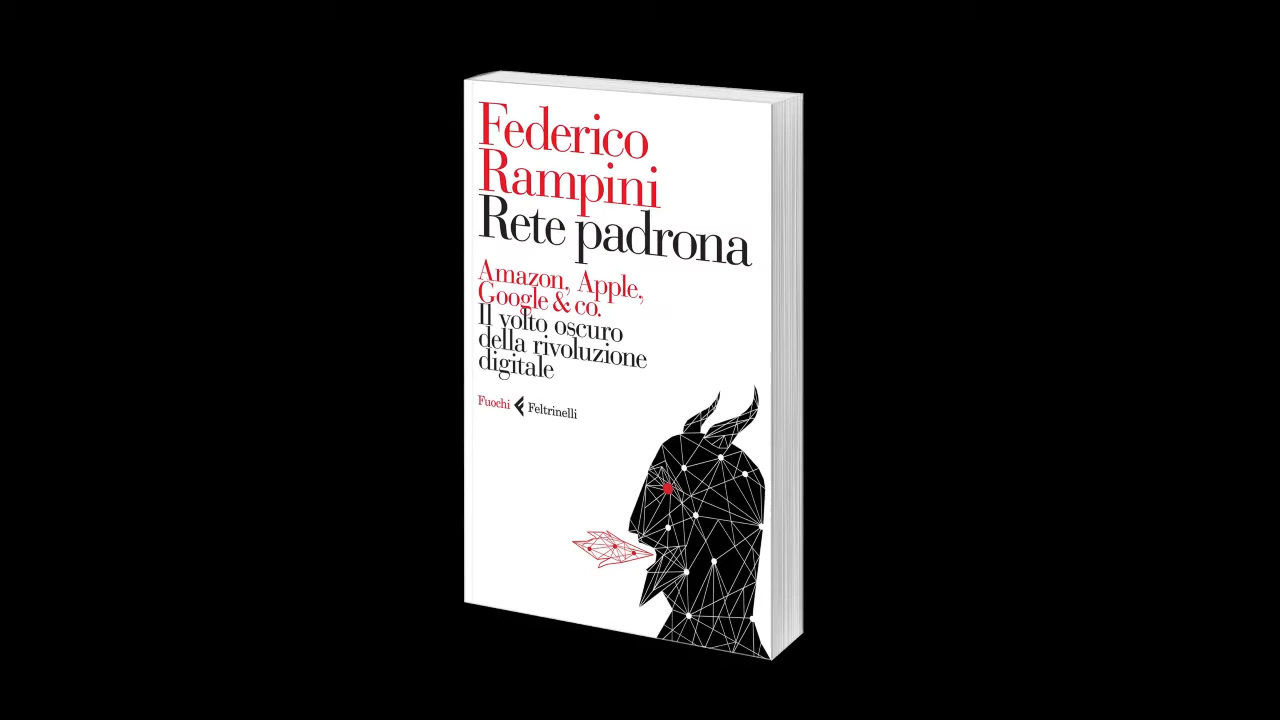 Federico
Rampini
Rete padrona
Amazon, Apple,
Google & co.
Il volto oscuro
della rivoluzione
digitale
Fuochi Feltrinelli